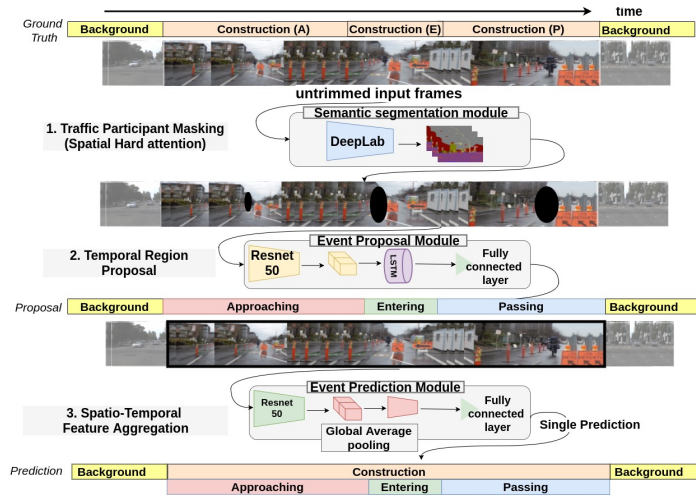 time
Ground
Truth
Background Construction (A) Construction (E) Construction (P) Background
untrimmed input frames
1. Traffic Participant Masking
(Spatial Hard attention)
Semantic segmentation module
DeepLab
2. Temporal Region
Proposal
Event Proposal Module
Resnet
50
LSTM
Fully
connected
layer
Proposal Background Approaching Entering Passing Background
3. Spatio-Temporal
Feature Aggregation
Event Prediction Module
Resnet
50
Fully
connected
layer
Global Average
pooling
Single Prediction
Prediction Background Construction Background
Approaching Entering Passing